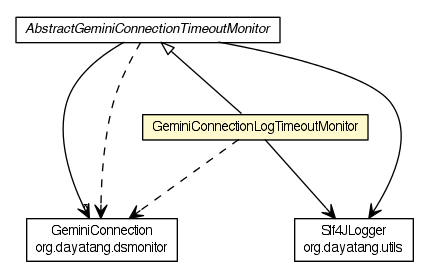 AbstractGeminiConnectionTimeoutMonitor
GeminiConnectionLogTimeoutMonitor
GeminiConnection
org.dayatang.dsmonitor
Slf4JLogger
org.dayatang.utils